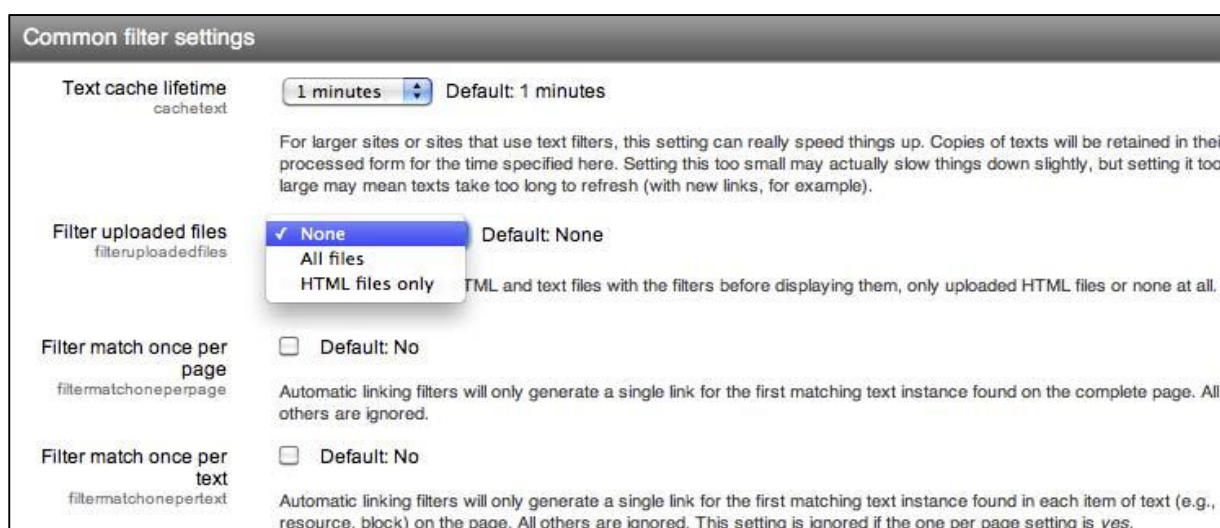 Common filter settings
Text cache lifetime
cachetext
1 minutes Default: 1 minutes
For larger sites or sites that use text filters, this setting can really speed things up. Copies of texts will be retained in thei
processed form for the time specified here. Setting this too small may actually slow things down slightly, but setting it too
large may mean texts take too long to refresh (with new links, for example).
Filter uploaded files
filteruploadedfiles
✓ None Default: None
All files
HTML files only
TML and text files with the filters before displaying them, only uploaded HTML files or none at all.
Filter match once per
page
filtermatchoneperpage
Default: No
Automatic linking filters will only generate a single link for the first matching text instance found on the complete page. All
others are ignored.
Filter match once per
text
filtermatchonepertext
Default: No
Automatic linking filters will only generate a single link for the first matching text instance found in each item of text (e.g.,
resource, block) on the page. All others are ignored. This setting is ignored if the one per page setting is yes.